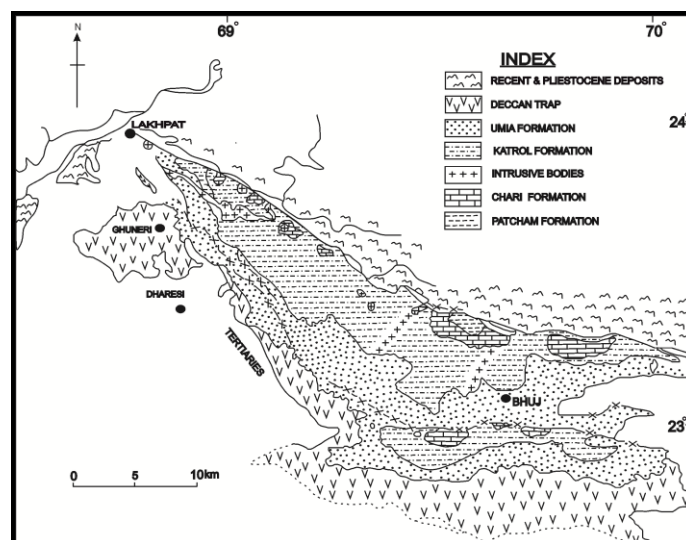 69°
70°
N
INDEX
RECENT & PLIESTOCENE DEPOSITS
DECCAN TRAP
UMIA FORMATION
KATROL FORMATION
INTRUSIVE BODIES
CHARI FORMATION
PATCHAM FORMATION
24°
LAKHPAT
GHUNERI
DHARESI
TERTIARIES
BHUJ
23°
0 5 10km